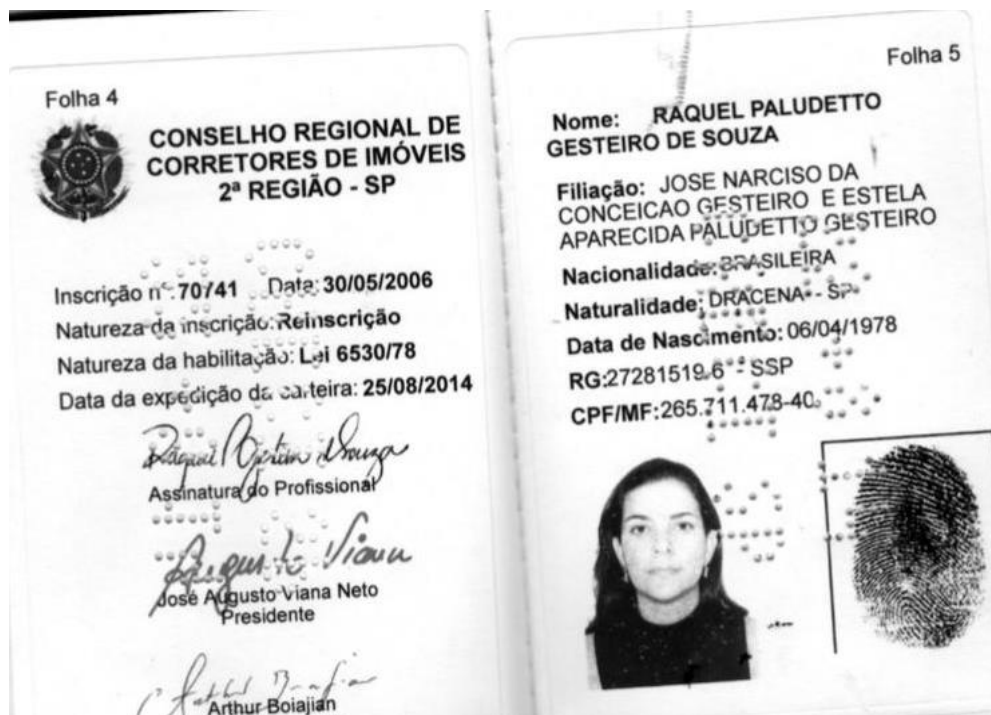 Folha 4
CONSELHO REGIONAL DE
CORRETORES DE IMÓVEIS
2ª REGIÃO - SP
Inscrição nº: 70741 Data: 30/05/2006
Natureza da inscrição: Reinscrição
Natureza da habilitação: Lei 6530/78
Data da expedição da carteira: 25/08/2014
Assinatura do Profissional
José Augusto Viana Neto
Presidente
Arthur Boiajian
Folha 5
Nome: RAQUEL PALUDETTO
GESTEIRO DE SOUZA
Filiação: JOSE NARCISO DA
CONCEICAO GESTEIRO E ESTELA
APARECIDA PALUDETTO GESTEIRO
Nacionalidade: BRASILEIRA
Naturalidade: DRACENA - SP
Data de Nascimento: 06/04/1978
RG:27281519.6 - SSP
CPF/MF:265.711.478-40